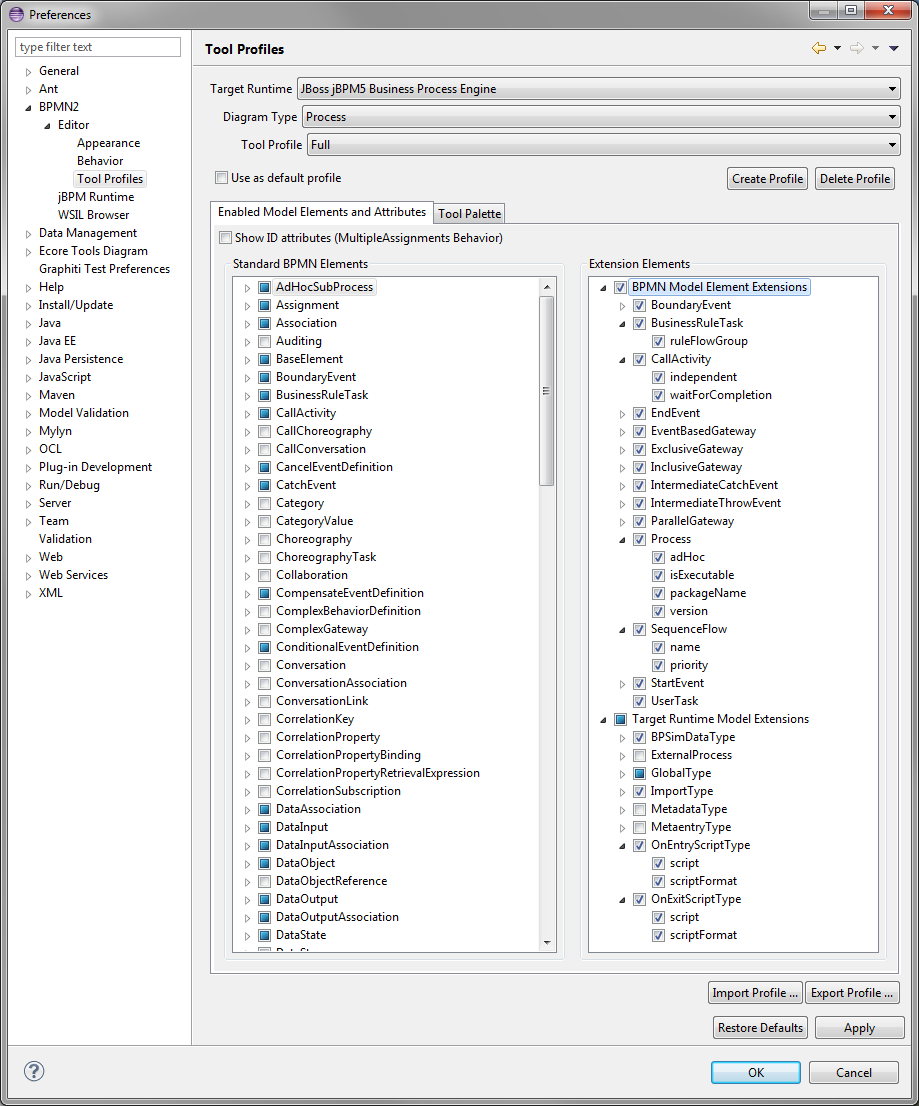 Preferences
type filter text
General
Ant
BPMN2
Editor
Appearance
Behavior
Tool Profiles
jBPM Runtime
WSIL Browser
Data Management
Ecore Tools Diagram
Graphiti Test Preferences
Help
Install/Update
Java
Java EE
Java Persistence
JavaScript
Maven
Model Validation
Mylyn
OCL
Plug-in Development
Run/Debug
Server
Team
Validation
Web
Web Services
XML
Tool Profiles
Target Runtime JBoss jBPM5 Business Process Engine
Diagram Type Process
Tool Profile Full
Use as default profile
Create Profile Delete Profile
Enabled Model Elements and Attributes Tool Palette
Show ID attributes (MultipleAssignments Behavior)
Standard BPMN Elements
AdHocSubProcess
Assignment
Association
Auditing
BaseElement
BoundaryEvent
BusinessRuleTask
CallActivity
CallChoreography
CallConversation
CancelEventDefinition
CatchEvent
Category
CategoryValue
Choreography
ChoreographyTask
Collaboration
CompensateEventDefinition
ComplexBehaviorDefinition
ComplexGateway
ConditionalEventDefinition
Conversation
ConversationAssociation
ConversationLink
CorrelationKey
CorrelationProperty
CorrelationPropertyBinding
CorrelationPropertyRetrievalExpression
CorrelationSubscription
DataAssociation
DataInput
DataInputAssociation
DataObject
DataObjectReference
DataOutput
DataOutputAssociation
DataState
Extension Elements
BPMN Model Element Extensions
BoundaryEvent
BusinessRuleTask
ruleFlowGroup
CallActivity
independent
waitForCompletion
EndEvent
EventBasedGateway
ExclusiveGateway
InclusiveGateway
IntermediateCatchEvent
IntermediateThrowEvent
ParallelGateway
Process
adHoc
isExecutable
packageName
version
SequenceFlow
name
priority
StartEvent
UserTask
Target Runtime Model Extensions
BPSimDataType
ExternalProcess
GlobalType
ImportType
MetadataType
MetaentryType
OnEntryScriptType
script
scriptFormat
OnExitScriptType
script
scriptFormat
Import Profile ... Export Profile ...
Restore Defaults Apply
OK Cancel